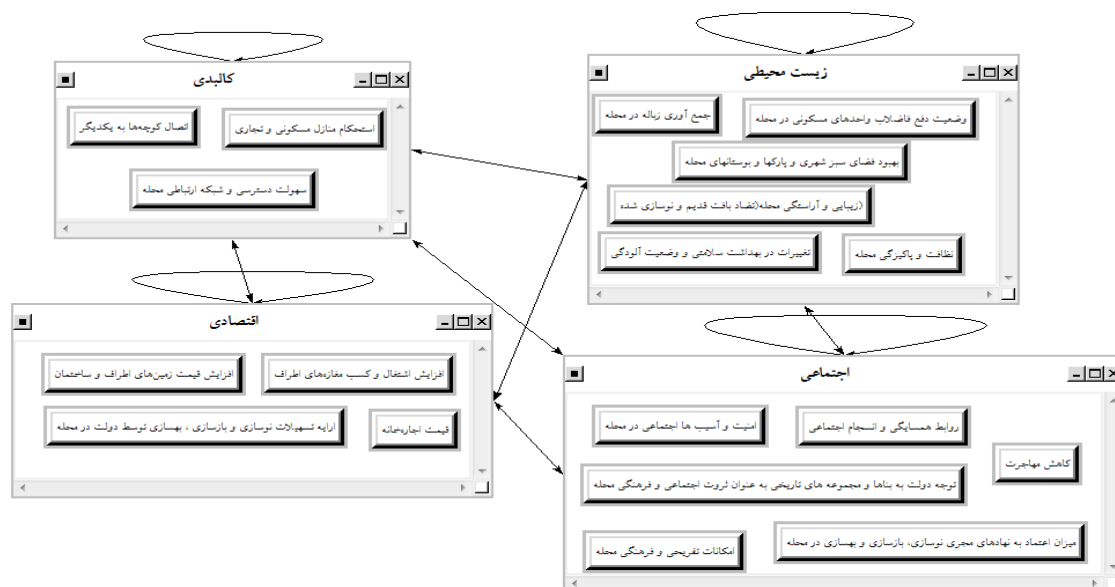 کالبدی
اتصال کوچه‌ها به یکدیگر
استحکام منازل مسکونی و تجاری
سهولت دسترسی و شبکه ارتباطی محله
زیست محیطی
جمع آوری زباله در محله
وضعیت دفع فاضلاب واحدهای مسکونی در محله
بهبود فضای سبز شهری و پارکها و بوستانهای محله
(زیبایی و آراستگی محله(تضاد بافت قدیم و نوسازی شده
تغییرات در بهداشت سلامتی و وضعیت آلودگی
نظافت و پاکیزگی محله
اقتصادی
افزایش قیمت زمین‌های اطراف و ساختمان
افزایش اشتغال و کسب مغازه‌های اطراف
ارایه تسهیلات نوسازی و بازسازی ، بهسازی توسط دولت در محله
قیمت اجاره‌خانه
اجتماعی
امنیت و آسیب ها اجتماعی در محله
روابط همسایگی و انسجام اجتماعی
کاهش مهاجرت
توجه دولت به بناها و مجموعه های تاریخی به عنوان ثروت اجتماعی و فرهنگی محله
امکانات تفریحی و فرهنگی محله
میزان اعتماد به نهادهای مجری نوسازی، بازسازی و بهسازی در محله